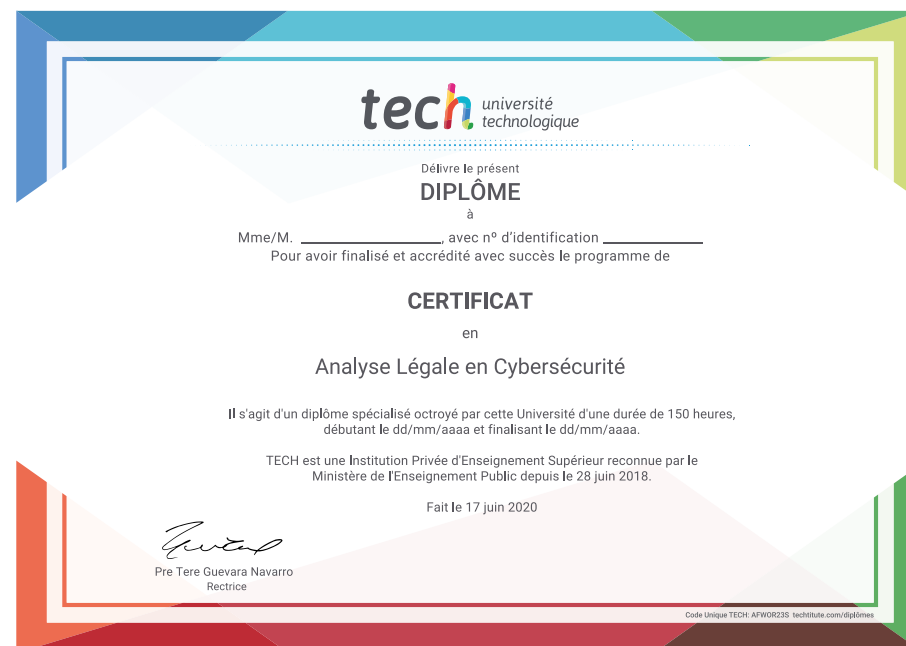 tech université
technologique
Délivre le présent
DIPLÔME
à
Mme/M. ____________________, avec nº d'identification ______________
Pour avoir finalisé et accrédité avec succès le programme de
CERTIFICAT
en
Analyse Légale en Cybersécurité
Il s'agit d'un diplôme spécialisé octroyé par cette Université d'une durée de 150 heures,
débutant le dd/mm/aaaa et finalisant le dd/mm/aaaa.
TECH est une Institution Privée d'Enseignement Supérieur reconnue par le
Ministère de l'Enseignement Public depuis le 28 juin 2018.
Fait le 17 juin 2020
Pre Tere Guevara Navarro
Rectrice
Code Unique TECH: AFWOR23S techtitute.com/diplômes